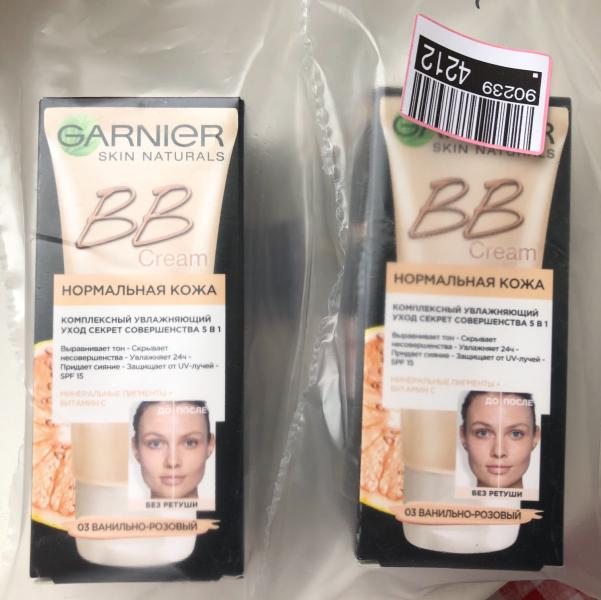 GARNIER
SKIN NATURALS
BB
Cream
НОРМАЛЬНАЯ КОЖА
КОМПЛЕКСНЫЙ УВЛАЖНЯЮЩИЙ
УХОД СЕКРЕТ СОВЕРШЕНСТВА 5 В 1
Выравнивает тон - Скрывает
несовершенства - Увлажняет 24ч -
Придает сияние - Защищает от UV-лучей -
SPF 15
МИНЕРАЛЬНЫЕ ПИГМЕНТЫ +
ВИТАМИН С
ДО ПОСЛЕ
БЕЗ РЕТУШИ
03 ВАНИЛЬНО-РОЗОВЫЙ
90239
4212
GARNIER
SKIN NATURALS
BB
Cream
НОРМАЛЬНАЯ КОЖА
КОМПЛЕКСНЫЙ УВЛАЖНЯЮЩИЙ
УХОД СЕКРЕТ СОВЕРШЕНСТВА 5 В 1
Выравнивает тон - Скрывает
несовершенства - Увлажняет 24ч -
Придает сияние - Защищает от UV-лучей -
SPF 15
МИНЕРАЛЬНЫЕ ПИГМЕНТЫ +
ВИТАМИН С
ДО ПОСЛЕ
БЕЗ РЕТУШИ
03 ВАНИЛЬНО-РОЗОВЫЙ